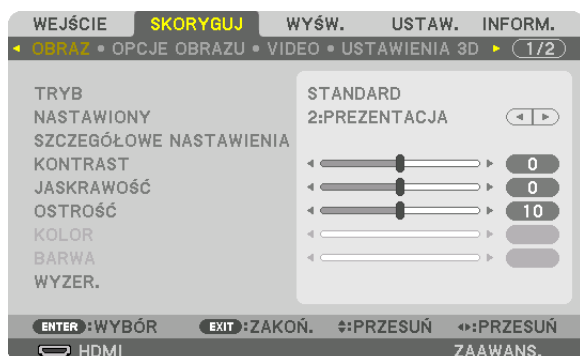 WEJŚCIE SKORYGUJ WYŚW. USTAW. INFORM.
OBRAZ • OPCJE OBRAZU • VIDEO • USTAWIENIA 3D 1/2
TRYB STANDARD
NASTAWIONY 2:PREZENTACJA
SZCZEGÓŁOWE NASTAWIENIA
KONTRAST 0
JASKRAWOŚĆ 0
OSTROŚĆ 10
KOLOR
BARWA
WYZER.
ENTER:WYBÓR EXIT:ZAKOŃ. :PRZESUŃ :PRZESUŃ
HDMI ZAAWANS.